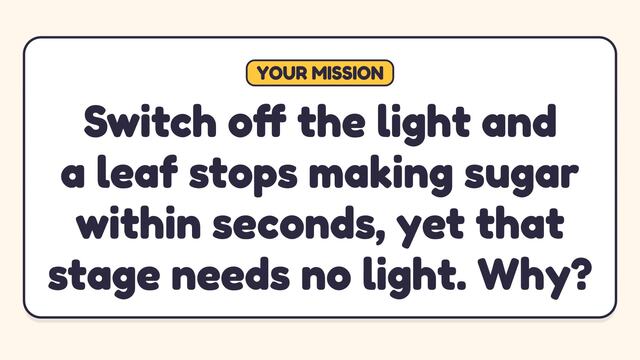 YOUR MISSION
Switch off the light and
a leaf stops making sugar
within seconds, yet that
stage needs no light. Why?